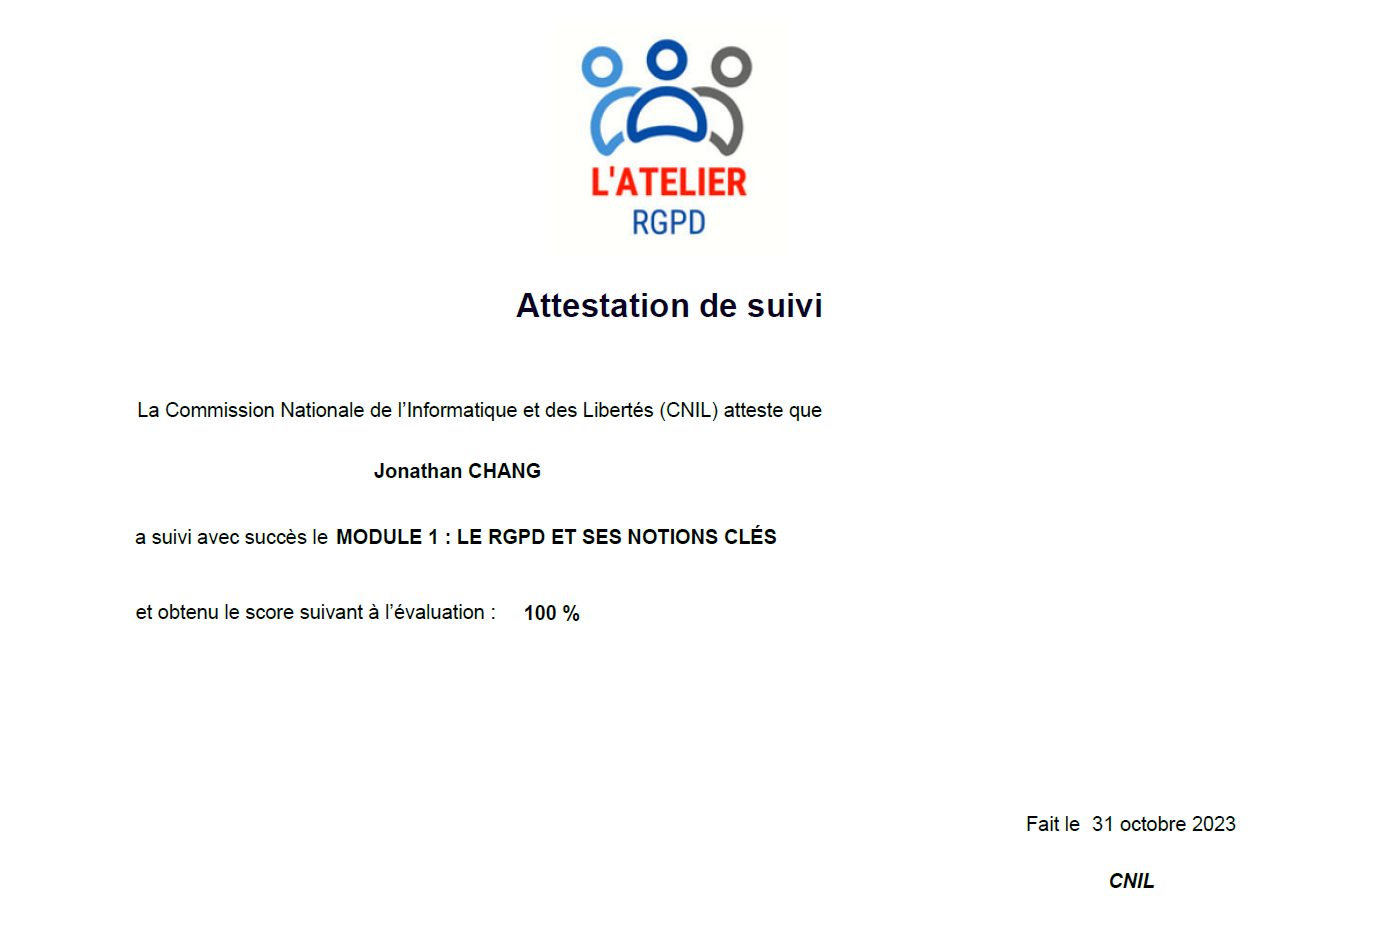 L'ATELIER
RGPD
Attestation de suivi
La Commission Nationale de l’Informatique et des Libertés (CNIL) atteste que
Jonathan CHANG
a suivi avec succès le MODULE 1 : LE RGPD ET SES NOTIONS CLÉS
et obtenu le score suivant à l’évaluation : 100 %
Fait le 31 octobre 2023
CNIL